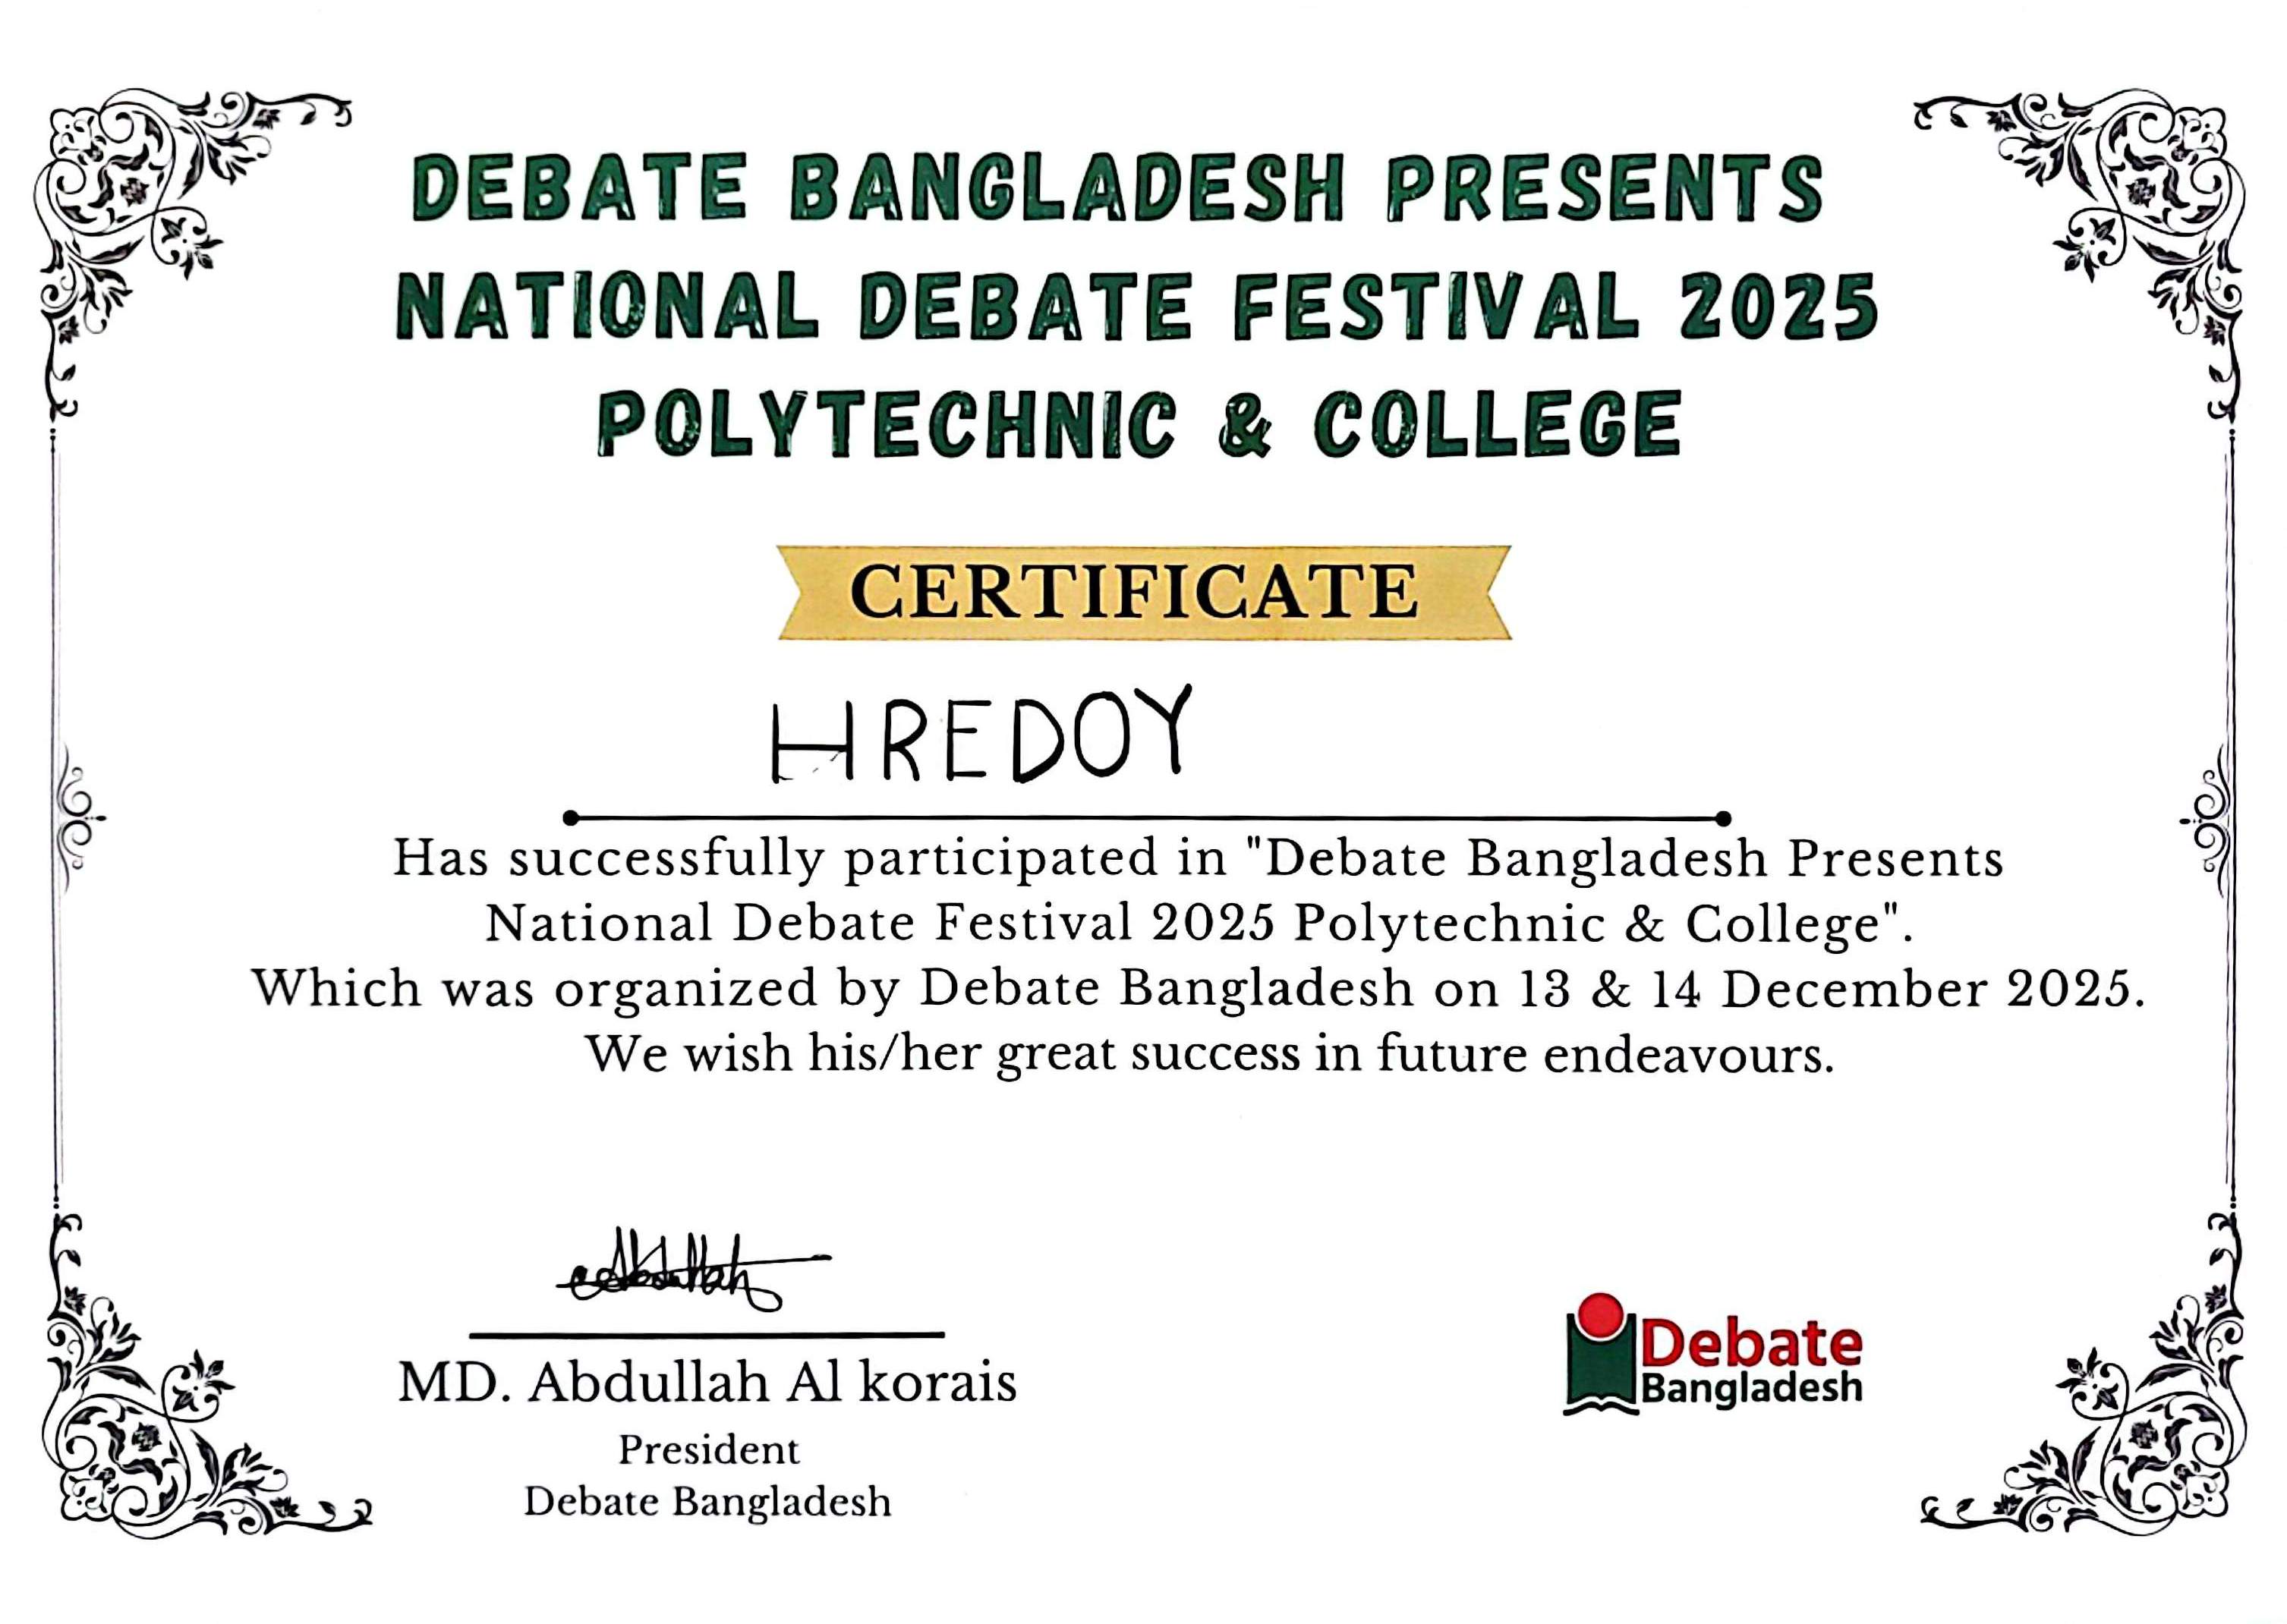 DEBATE BANGLADESH PRESENTS
NATIONAL DEBATE FESTIVAL 2025
POLYTECHNIC & COLLEGE
CERTIFICATE
HREDOY
Has successfully participated in "Debate Bangladesh Presents
National Debate Festival 2025 Polytechnic & College".
Which was organized by Debate Bangladesh on 13 & 14 December 2025.
We wish his/her great success in future endeavours.
Abdullah
MD. Abdullah Al korais
President
Debate Bangladesh
Debate
Bangladesh